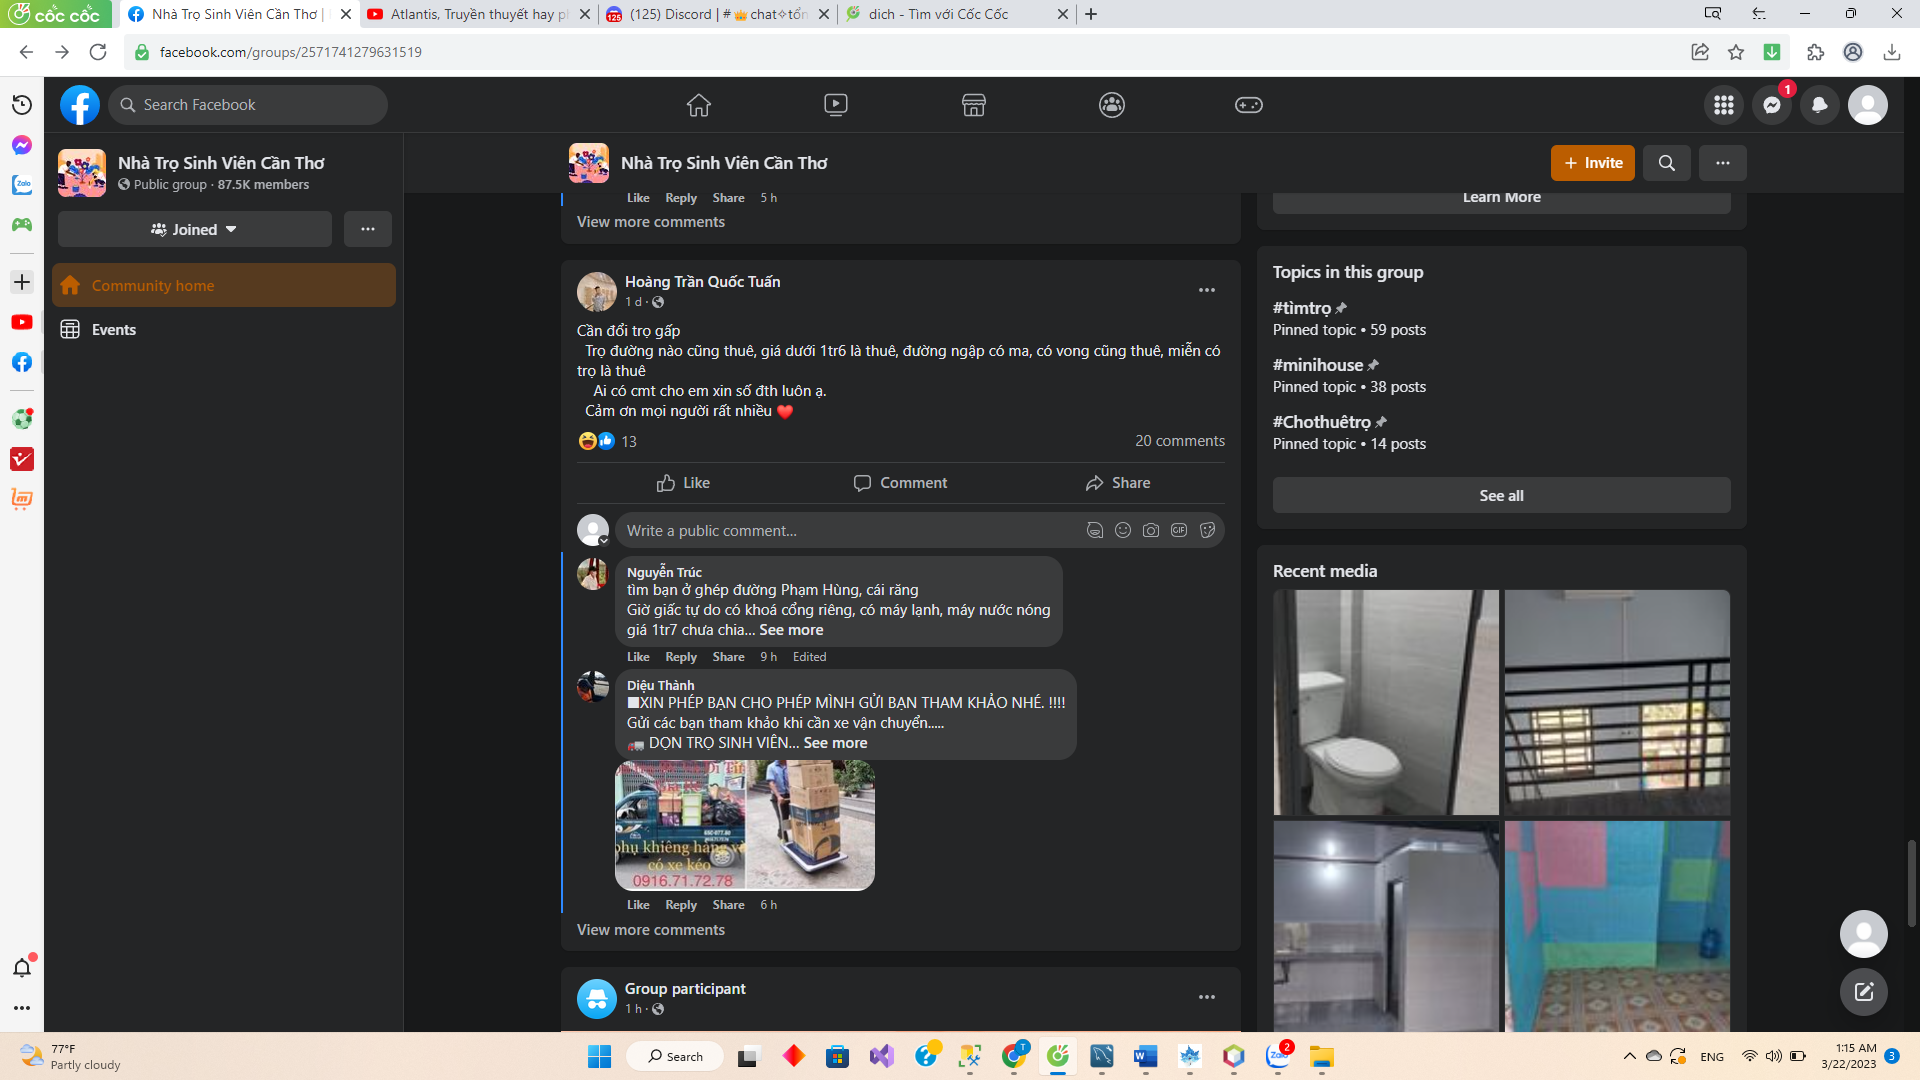 cốc cốc
Nhà Trọ Sinh Viên Cần Thơ |
Atlantis, Truyền thuyết hay ph
(125) Discord | #👑chat✧tổn
dich - Tìm với Cốc Cốc
facebook.com/groups/2571741279631519
Search Facebook
1
Nhà Trọ Sinh Viên Cần Thơ
Public group · 87.5K members
Joined
Community home
Events
Nhà Trọ Sinh Viên Cần Thơ
+ Invite
Like Reply Share 5 h
View more comments
Hoàng Trần Quốc Tuấn
1 d ·
Cần đổi trọ gấp
Trọ đường nào cũng thuê, giá dưới 1tr6 là thuê, đường ngập có ma, có vong cũng thuê, miễn có
trọ là thuê
Ai có cmt cho em xin số đth luôn ạ.
Cảm ơn mọi người rất nhiều ❤️
13
20 comments
Like
Comment
Share
Write a public comment...
GIF
Nguyễn Trúc
tìm bạn ở ghép đường Phạm Hùng, cái răng
Giờ giấc tự do có khoá cổng riêng, có máy lạnh, máy nước nóng
giá 1tr7 chưa chia... See more
Like Reply Share 9 h Edited
Diệu Thành
⬜XIN PHÉP BẠN CHO PHÉP MÌNH GỬI BẠN THAM KHẢO NHÉ. !!!!
Gửi các bạn tham khảo khi cần xe vận chuyển.....
🚛 DỌN TRỌ SINH VIÊN... See more
phụ khiêng hàng và
có xe kéo
0916.71.72.78
Like Reply Share 6 h
View more comments
Group participant
1 h ·
Learn More
Topics in this group
#tìmtrọ
Pinned topic • 59 posts
#minihouse
Pinned topic • 38 posts
#Chothuêtrọ
Pinned topic • 14 posts
See all
Recent media
Zalo
77°F
Partly cloudy
Search
T
Zalo
2
ENG
1:15 AM
3/22/2023
3